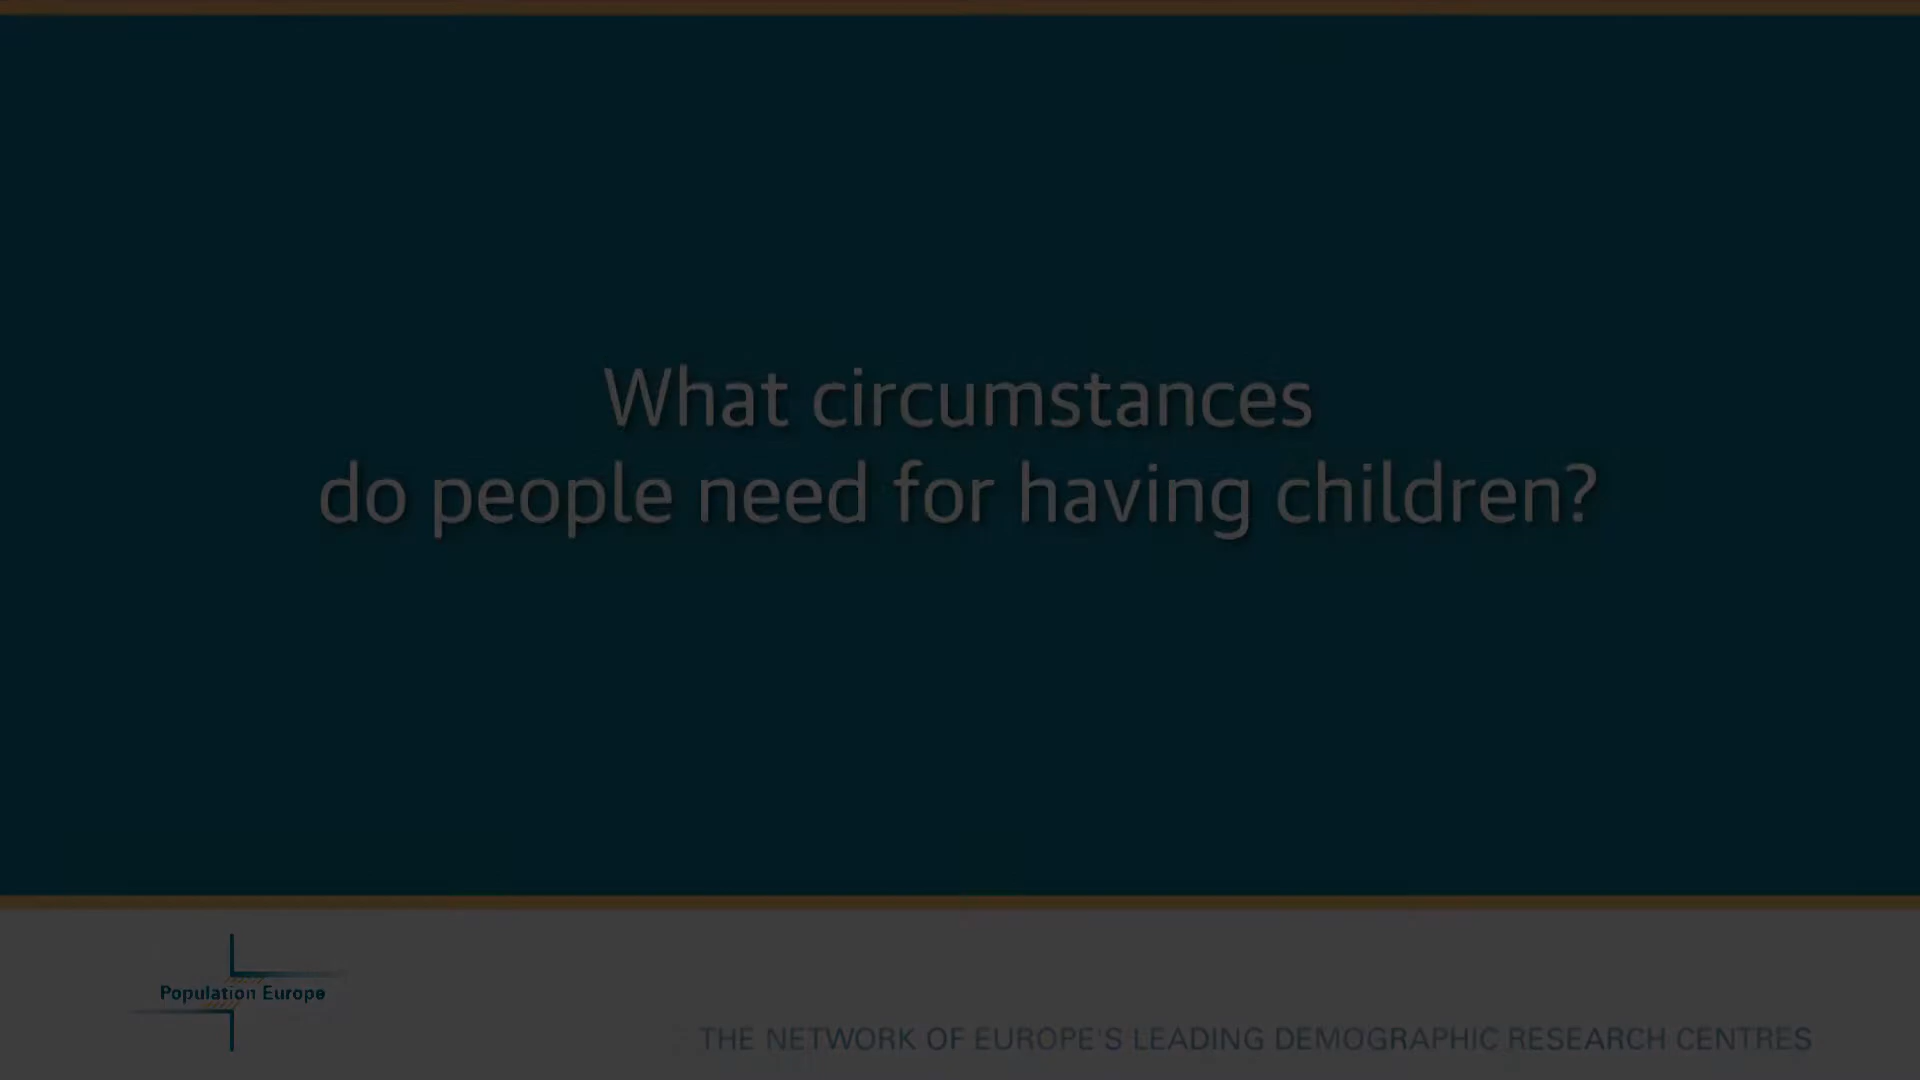 What circumstances
do people need for having children?
Population Europe
THE NETWORK OF EUROPE'S LEADING DEMOGRAPHIC RESEARCH CENTRES